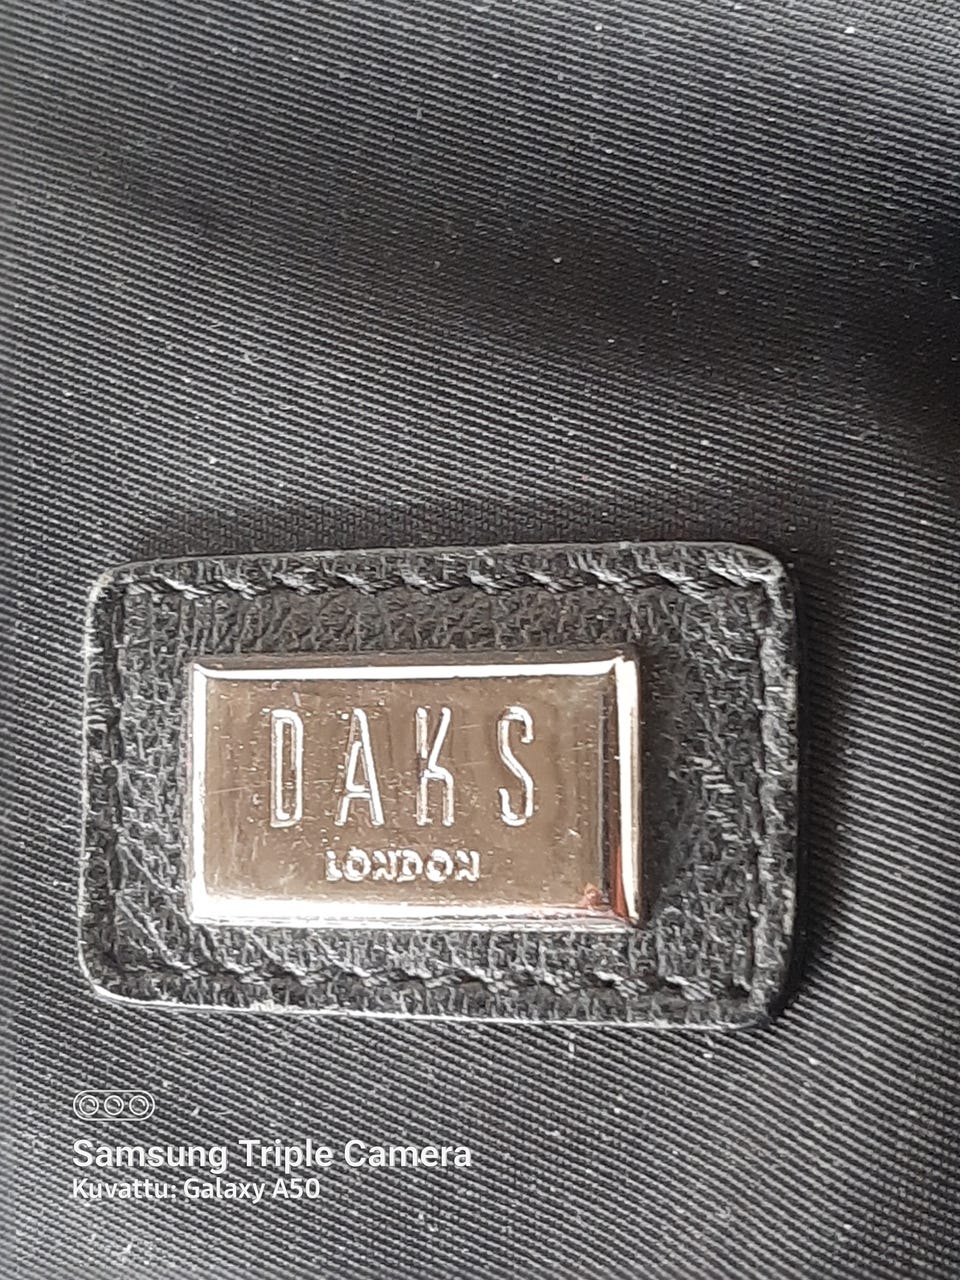 DAKS
LONDON
Samsung Triple Camera
Kuvattu: Galaxy A50